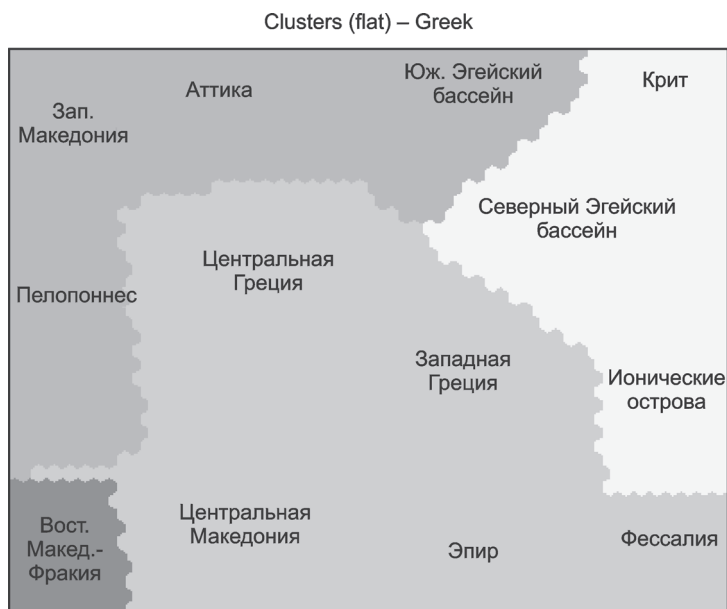 Clusters (flat) – Greek
Юж. Эгейский
бассейн
Аттика
Крит
Зап.
Македония
Северный Эгейский
бассейн
Центральная
Греция
Пелопоннес
Западная
Греция
Ионические
острова
Центральная
Македония
Вост.
Макед.-
Фракия
Эпир
Фессалия